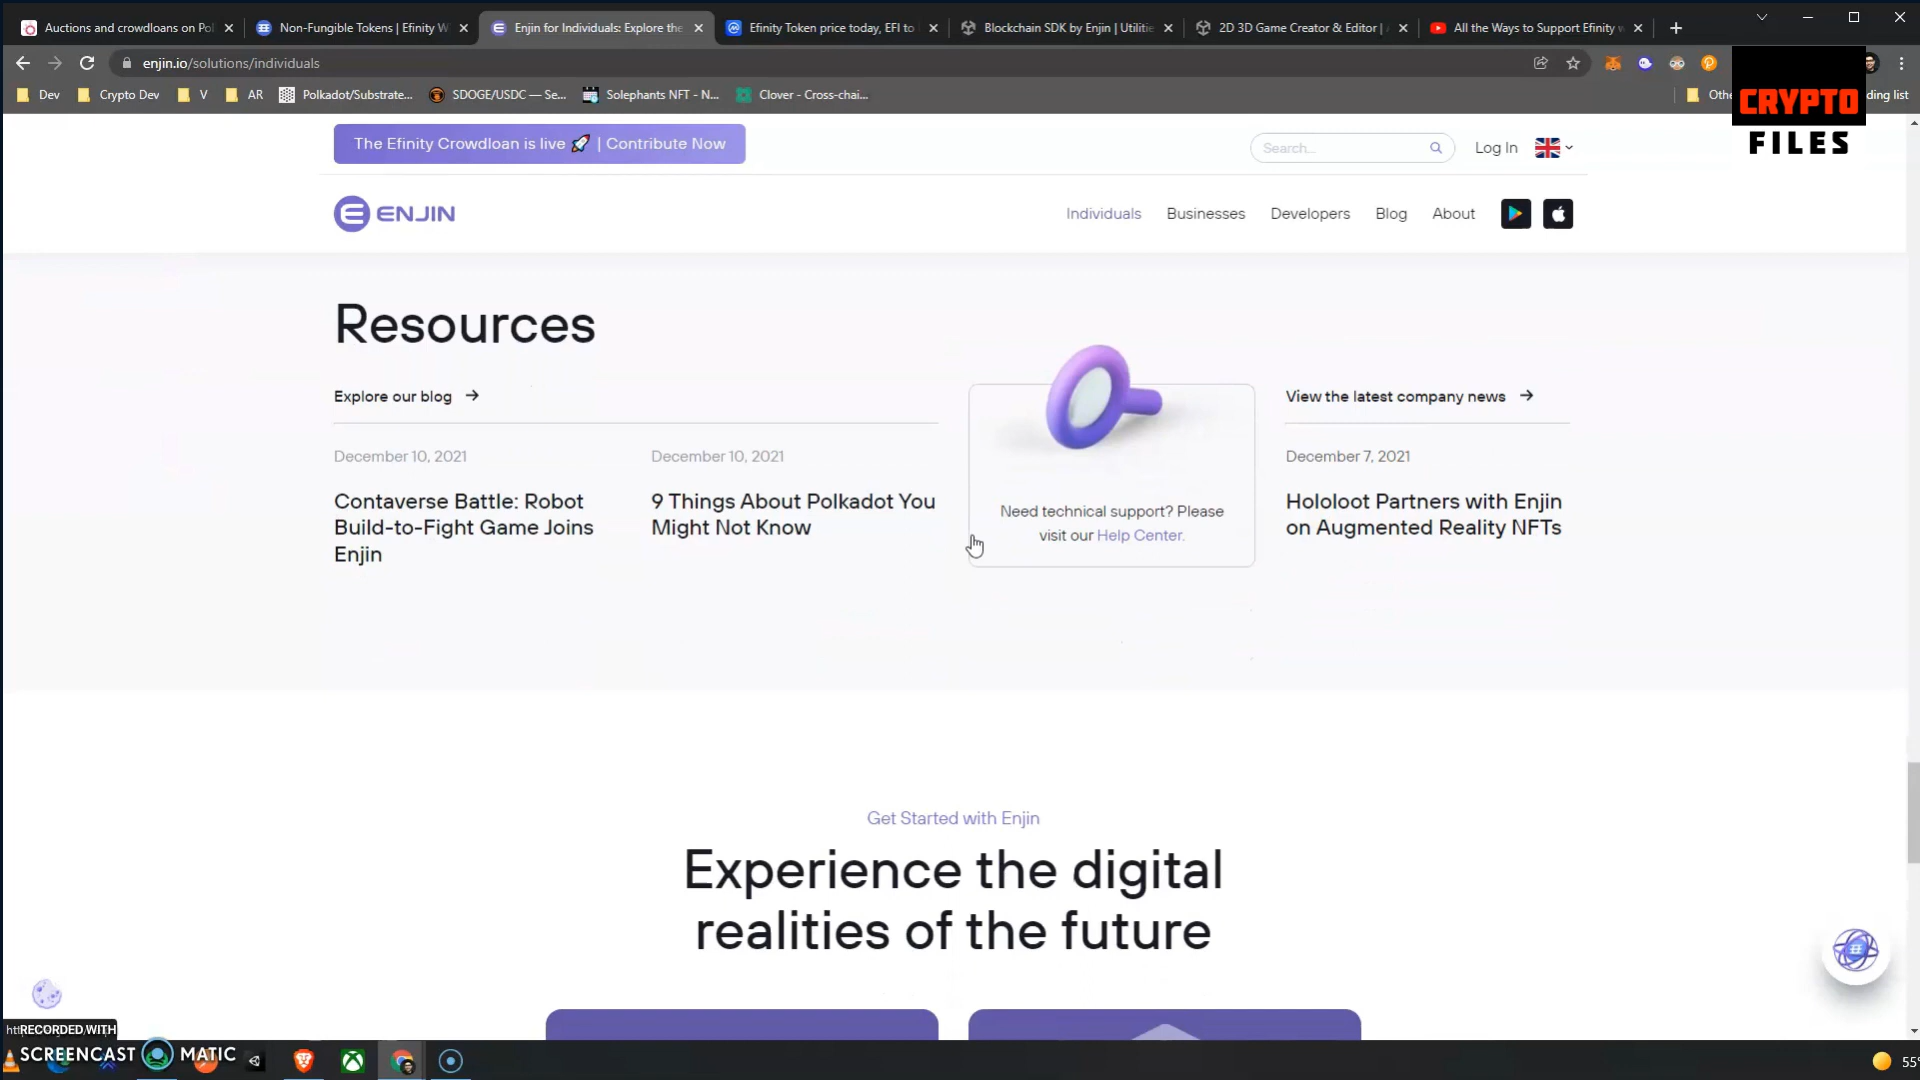 Auctions and crowdloans on Pol
Non-Fungible Tokens | Efinity W
Enjin for Individuals: Explore the
Efinity Token price today, EFI to
Blockchain SDK by Enjin | Utilitie
2D 3D Game Creator & Editor |
All the Ways to Support Efinity w
enjin.io/solutions/individuals
Dev
Crypto Dev
V
AR
Polkadot/Substrate...
SDOGE/USDC — Se...
Solephants NFT - N...
Clover - Cross-chai...
Othe
ding list
CRYPTO
FILES
The Efinity Crowdloan is live 🚀 | Contribute Now
Search...
Log In
ENJIN
Individuals
Businesses
Developers
Blog
About
Resources
Explore our blog →
View the latest company news →
December 10, 2021
Contaverse Battle: Robot
Build-to-Fight Game Joins
Enjin
December 10, 2021
9 Things About Polkadot You
Might Not Know
Need technical support? Please
visit our Help Center.
December 7, 2021
Hololoot Partners with Enjin
on Augmented Reality NFTs
Get Started with Enjin
Experience the digital
realities of the future
RECORDED WITH
SCREENCAST MATIC
55°